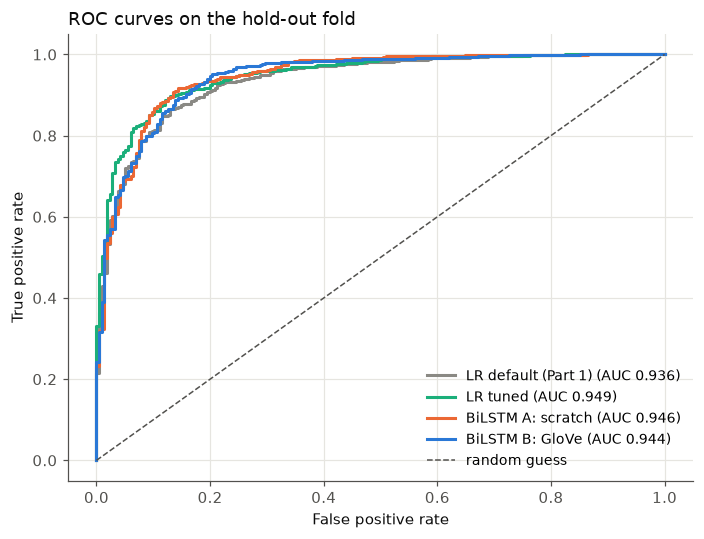 ROC curves on the hold-out fold
True positive rate
1.0
0.8
0.6
0.4
0.2
0.0
LR default (Part 1) (AUC 0.936)
LR tuned (AUC 0.949)
BiLSTM A: scratch (AUC 0.946)
BiLSTM B: GloVe (AUC 0.944)
random guess
0.0 0.2 0.4 0.6 0.8 1.0
False positive rate